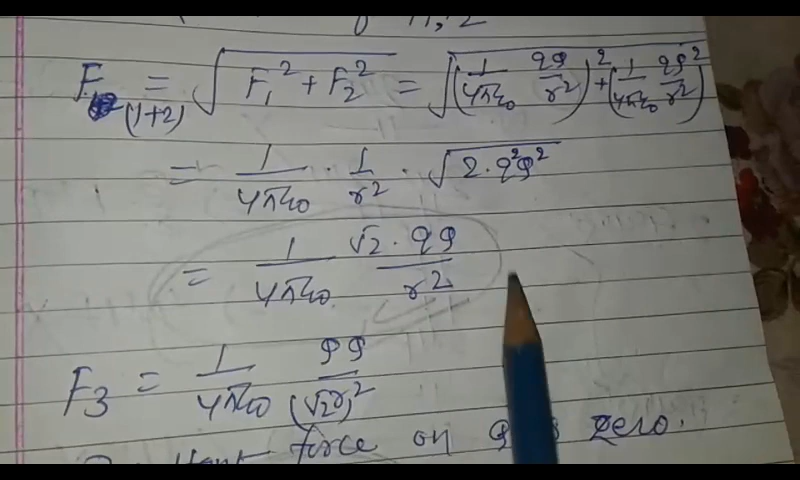 F(1+2) = √(F₁² + F₂²) = √((1/4πε₀ qQ/r²)² + (1/4πε₀ qQ/r²)²)
= 1/4πε₀ · 1/r² · √(2·q²Q²)
= 1/4πε₀ √2·qQ/r²
F3 = 1/4πε₀ QQ/(√2r)²
force on Q is zero.